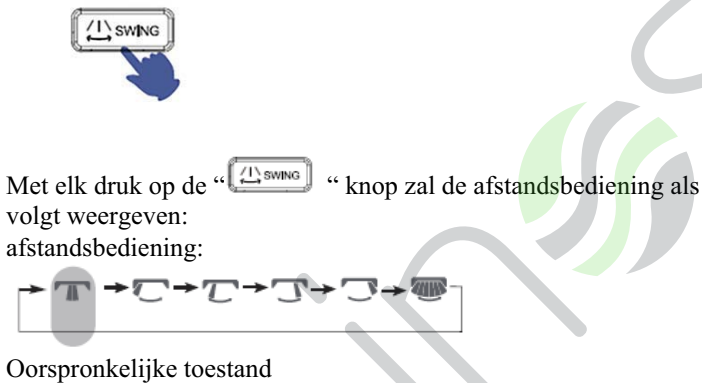 SWING
Met elk druk op de “ SWING “ knop zal de afstandsbediening als
volgt weergeven:
afstandsbediening:
Oorspronkelijke toestand